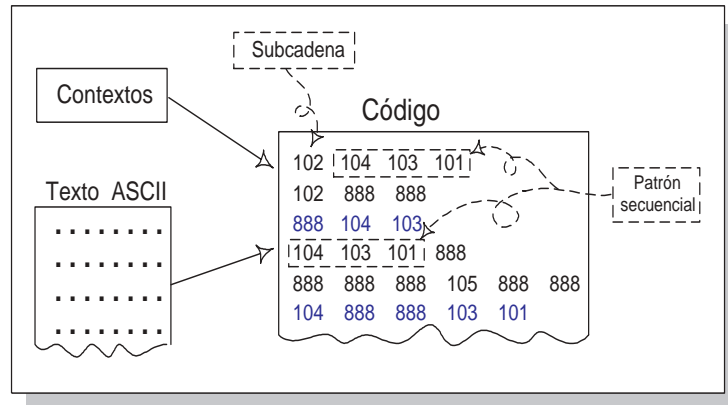 Subcadena
Contextos
Código
102 104 103 101
102 888 888
888 104 103
104 103 101 888
888 888 888 105 888 888
104 888 888 103 101
Patrón
secuencial
Texto ASCII